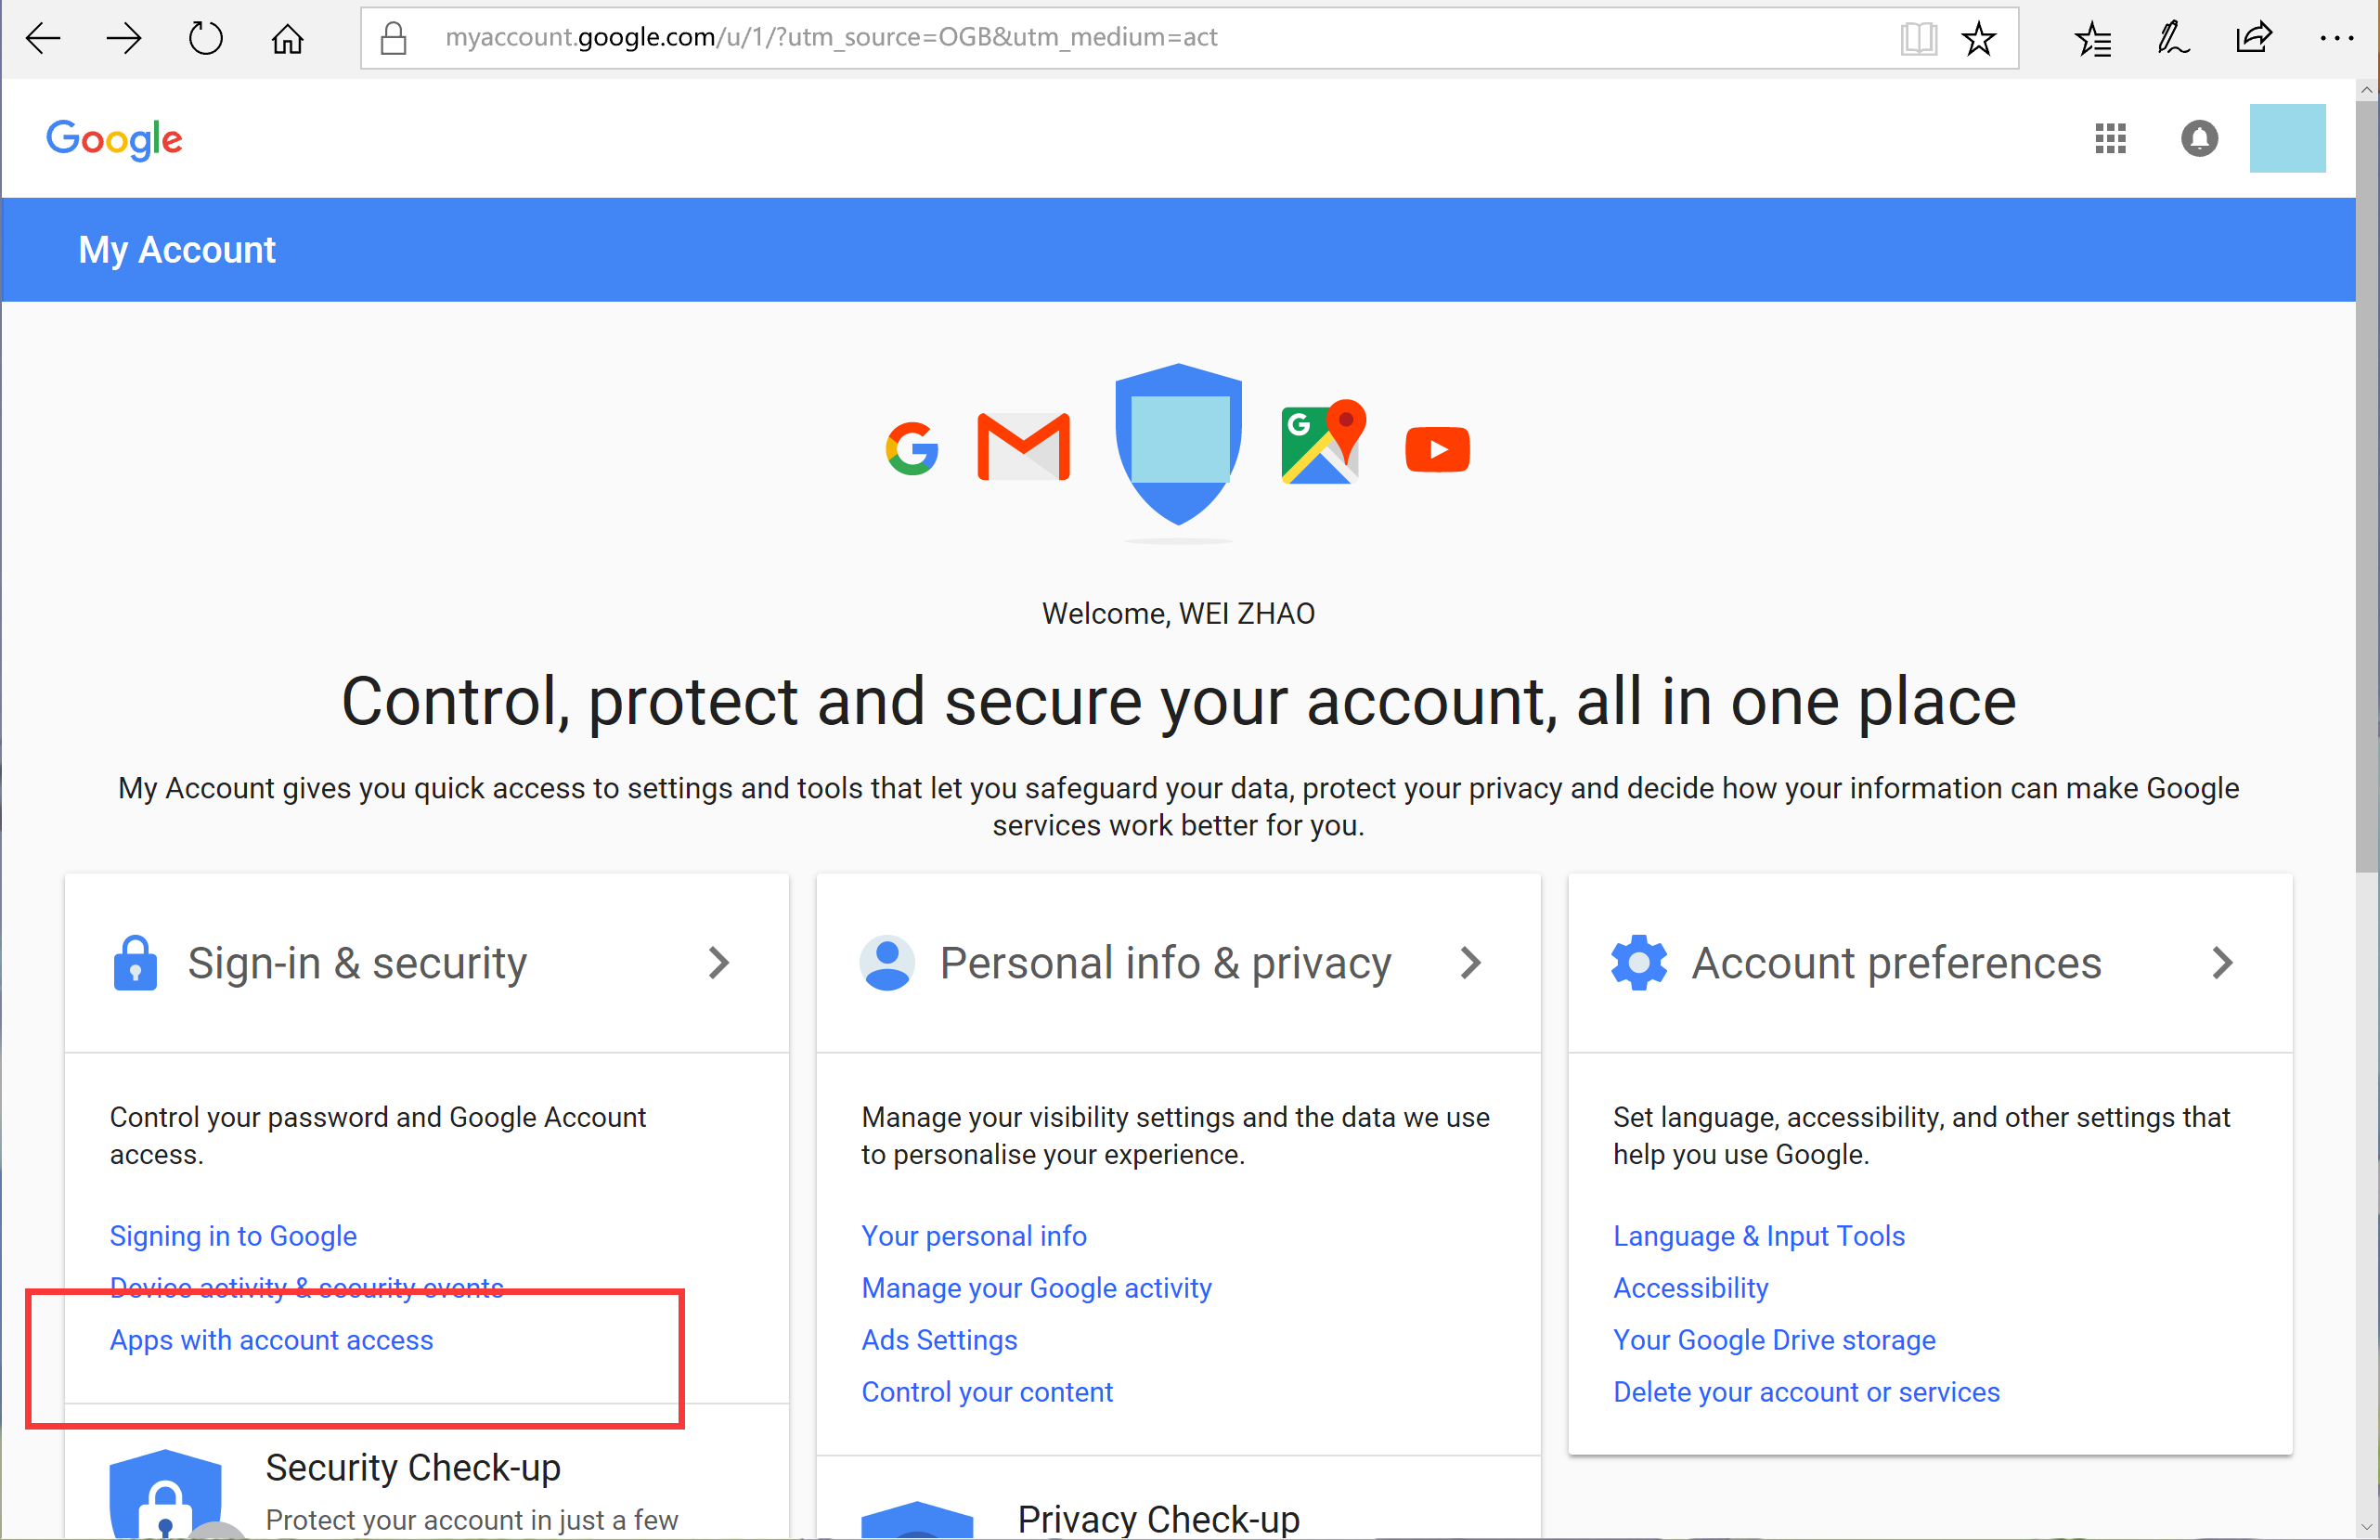 myaccount.google.com/u/1/?utm_source=OGB&utm_medium=act
Google
My Account
G
Welcome, WEI ZHAO
Control, protect and secure your account, all in one place
My Account gives you quick access to settings and tools that let you safeguard your data, protect your privacy and decide how your information can make Google
services work better for you.
Sign-in & security
Control your password and Google Account
access.
Signing in to Google
Device activity & security events
Apps with account access
Security Check-up
Protect your account in just a few
Personal info & privacy
Manage your visibility settings and the data we use
to personalise your experience.
Your personal info
Manage your Google activity
Ads Settings
Control your content
Privacy Check-up
Account preferences
Set language, accessibility, and other settings that
help you use Google.
Language & Input Tools
Accessibility
Your Google Drive storage
Delete your account or services